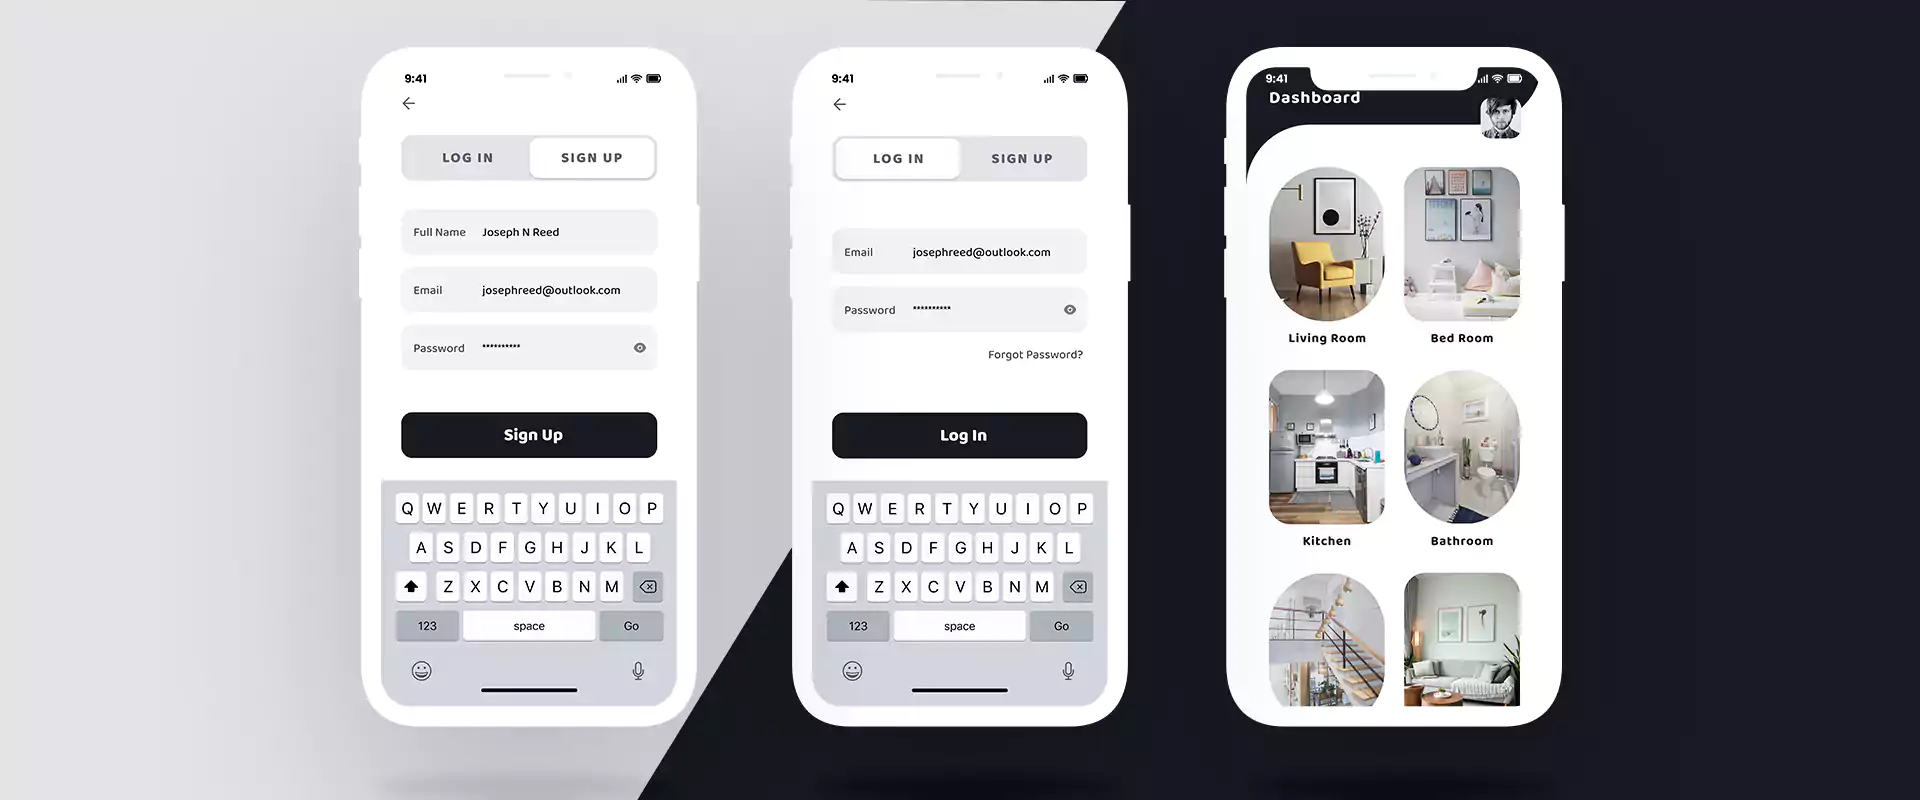 9:41
LOG IN SIGN UP
Full Name Joseph N Reed
Email josephreed@outlook.com
Password **********
Sign Up
Q W E R T Y U I O P
A S D F G H J K L
Z X C V B N M
123 space Go
9:41
LOG IN SIGN UP
Email josephreed@outlook.com
Password **********
Forgot Password?
Log In
Q W E R T Y U I O P
A S D F G H J K L
Z X C V B N M
123 space Go
9:41
Dashboard
Living Room Bed Room
Kitchen Bathroom